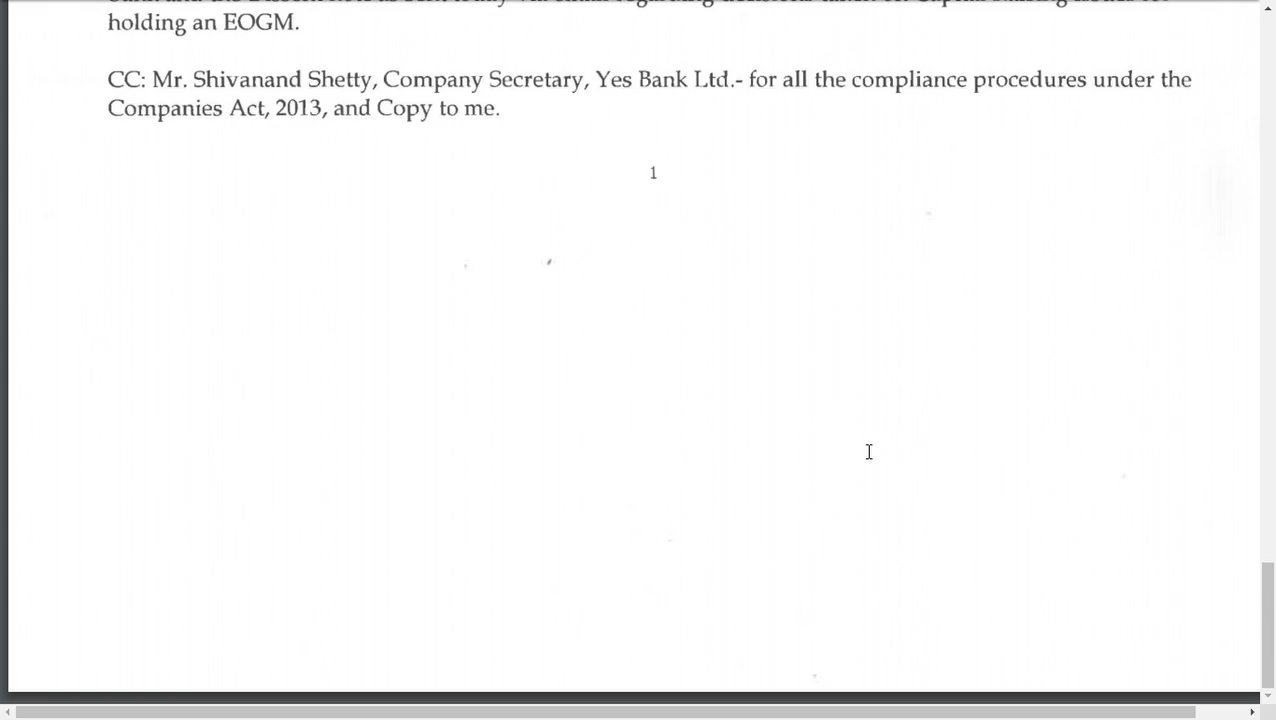 holding an EOGM.
CC: Mr. Shivanand Shetty, Company Secretary, Yes Bank Ltd.- for all the compliance procedures under the
Companies Act, 2013, and Copy to me.
1